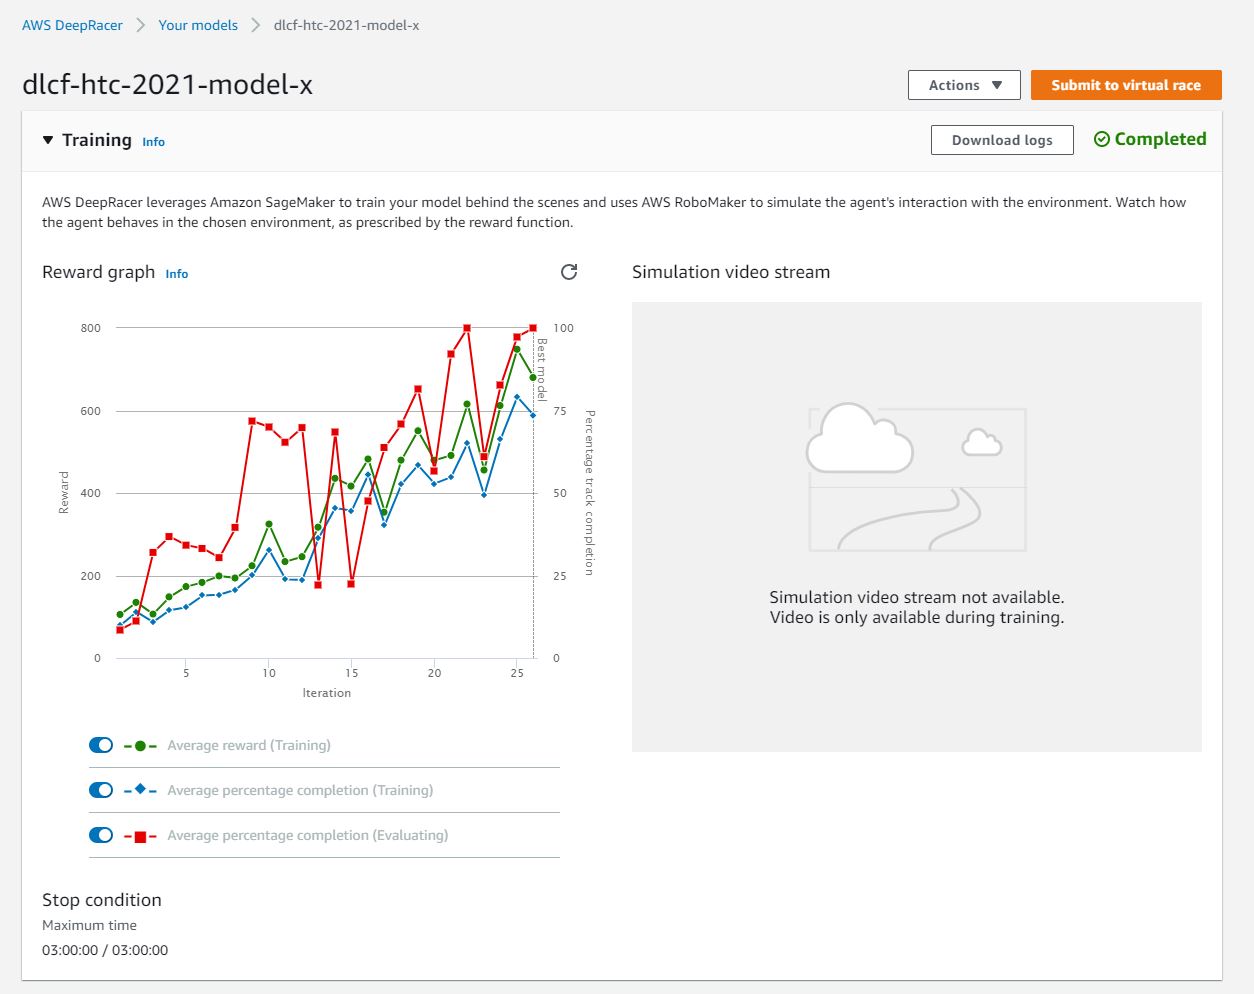 AWS DeepRacer > Your models > dlcf-htc-2021-model-x
dlcf-htc-2021-model-x
Actions ▼
Submit to virtual race
▼ Training Info
Download logs
Completed
AWS DeepRacer leverages Amazon SageMaker to train your model behind the scenes and uses AWS RoboMaker to simulate the agent's interaction with the environment. Watch how
the agent behaves in the chosen environment, as prescribed by the reward function.
Reward graph Info
800
600
400
200
0
Reward
100
75
50
25
0
Percentage track completion
Best model
5 10 15 20 25
Iteration
Average reward (Training)
Average percentage completion (Training)
Average percentage completion (Evaluating)
Simulation video stream
Simulation video stream not available.
Video is only available during training.
Stop condition
Maximum time
03:00:00 / 03:00:00